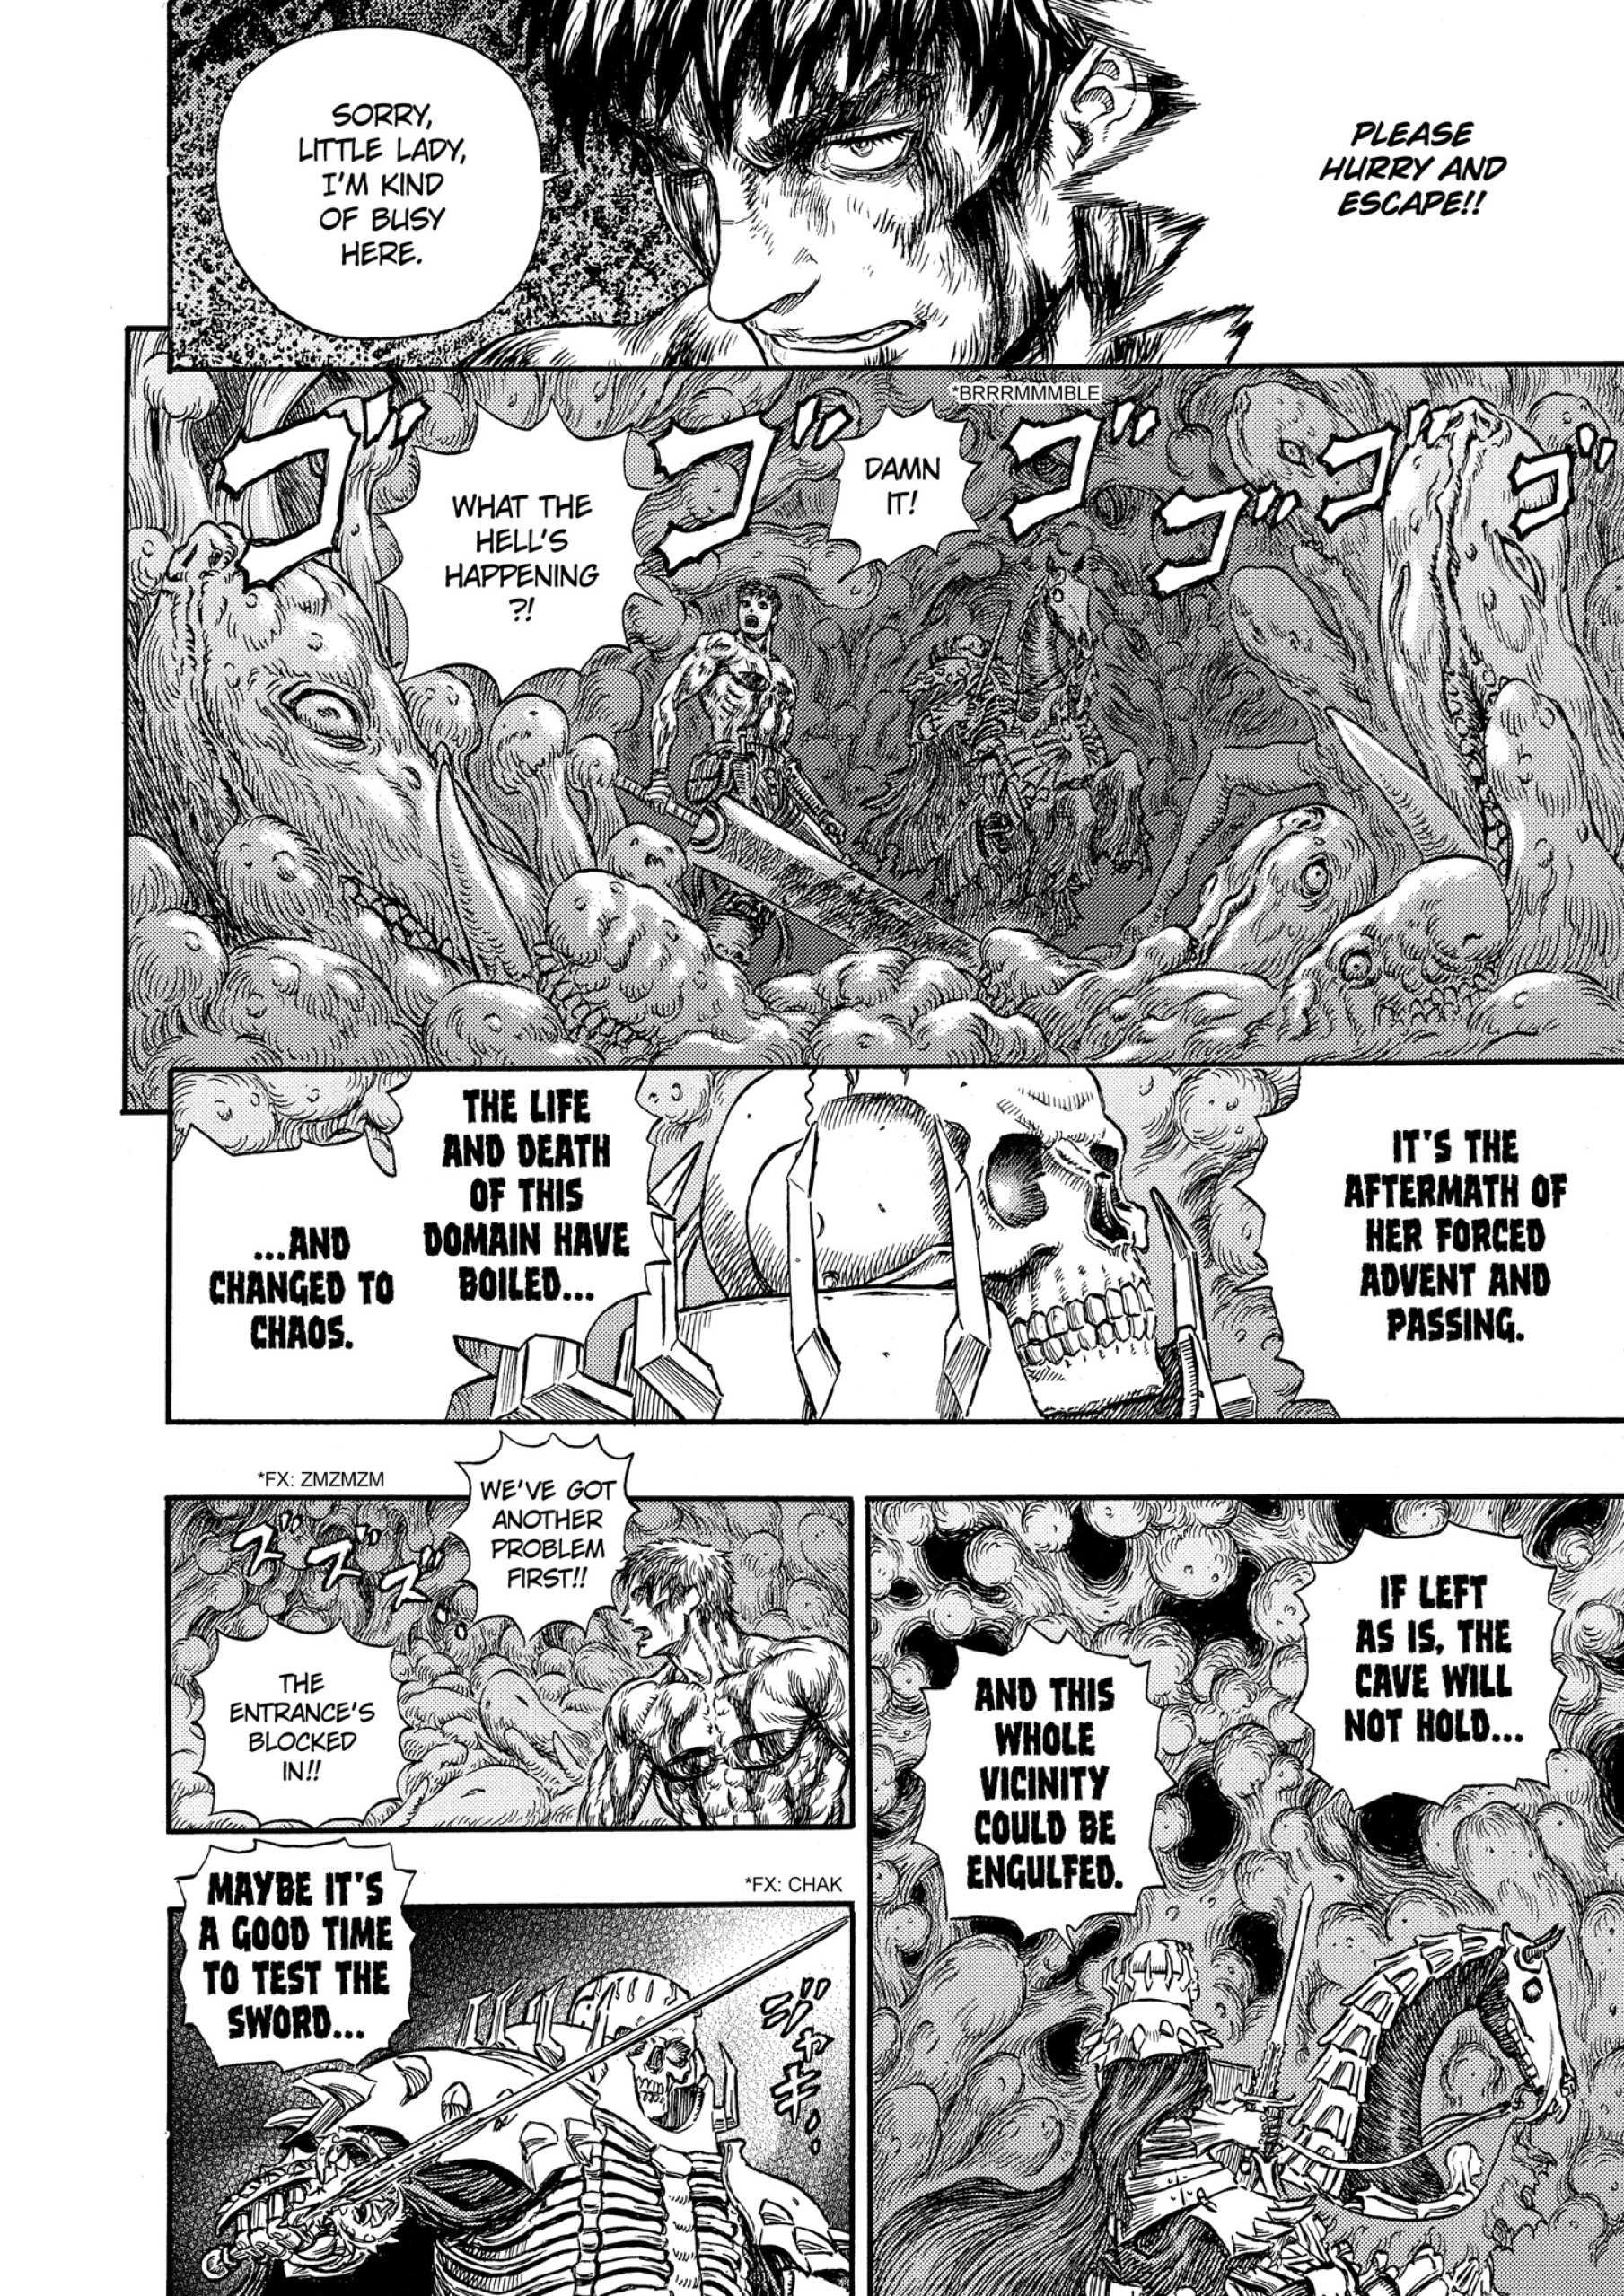 PLEASE
HURRY AND
ESCAPE!!
SORRY,
LITTLE LADY,
I'M KIND
OF BUSY
HERE.
*BRRRMMMBLE
ゴゴゴゴゴゴ
DAMN
IT!
WHAT THE
HELL'S
HAPPENING
?!
IT'S THE
AFTERMATH OF
HER FORCED
ADVENT AND
PASSING.
THE LIFE
AND DEATH
OF THIS
DOMAIN HAVE
BOILED...
...AND
CHANGED TO
CHAOS.
IF LEFT
AS IS, THE
CAVE WILL
NOT HOLD...
AND THIS
WHOLE
VICINITY
COULD BE
ENGULFED.
*FX: ZMZMZM
ズズズ
WE'VE GOT
ANOTHER
PROBLEM
FIRST!!
THE
ENTRANCE'S
BLOCKED
IN!!
*FX: CHAK
ジャキ
MAYBE IT'S
A GOOD TIME
TO TEST THE
SWORD...